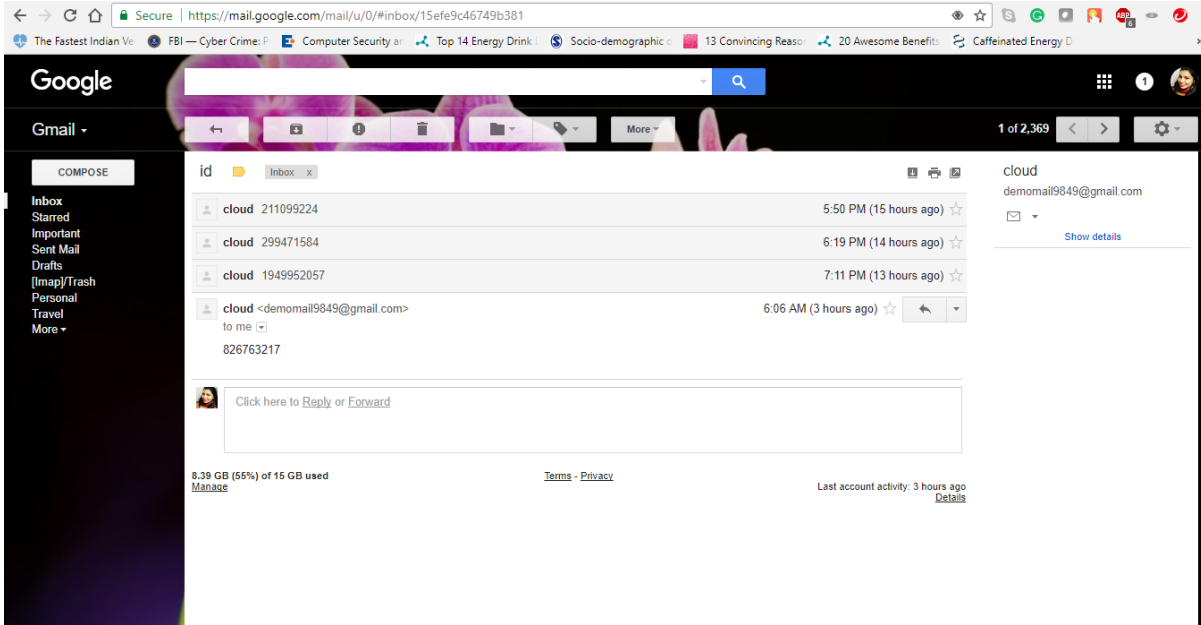 Secure https://mail.google.com/mail/u/0/#inbox/15efe9c46749b381
ABP 6
The Fastest Indian Ve FBI — Cyber Crime: F Computer Security ar Top 14 Energy Drink Socio-demographic c 13 Convincing Reason 20 Awesome Benefits Caffeinated Energy D
Google 1
Gmail More 1 of 2,369
COMPOSE
Inbox
Starred
Important
Sent Mail
Drafts
[Imap]/Trash
Personal
Travel
More
id Inbox x
cloud 211099224 5:50 PM (15 hours ago)
cloud 299471584 6:19 PM (14 hours ago)
cloud 1949952057 7:11 PM (13 hours ago)
cloud <demomail9849@gmail.com> 6:06 AM (3 hours ago)
to me
826763217
Click here to Reply or Forward
8.39 GB (55%) of 15 GB used
Manage
Terms - Privacy
Last account activity: 3 hours ago
Details
cloud
demomail9849@gmail.com
Show details